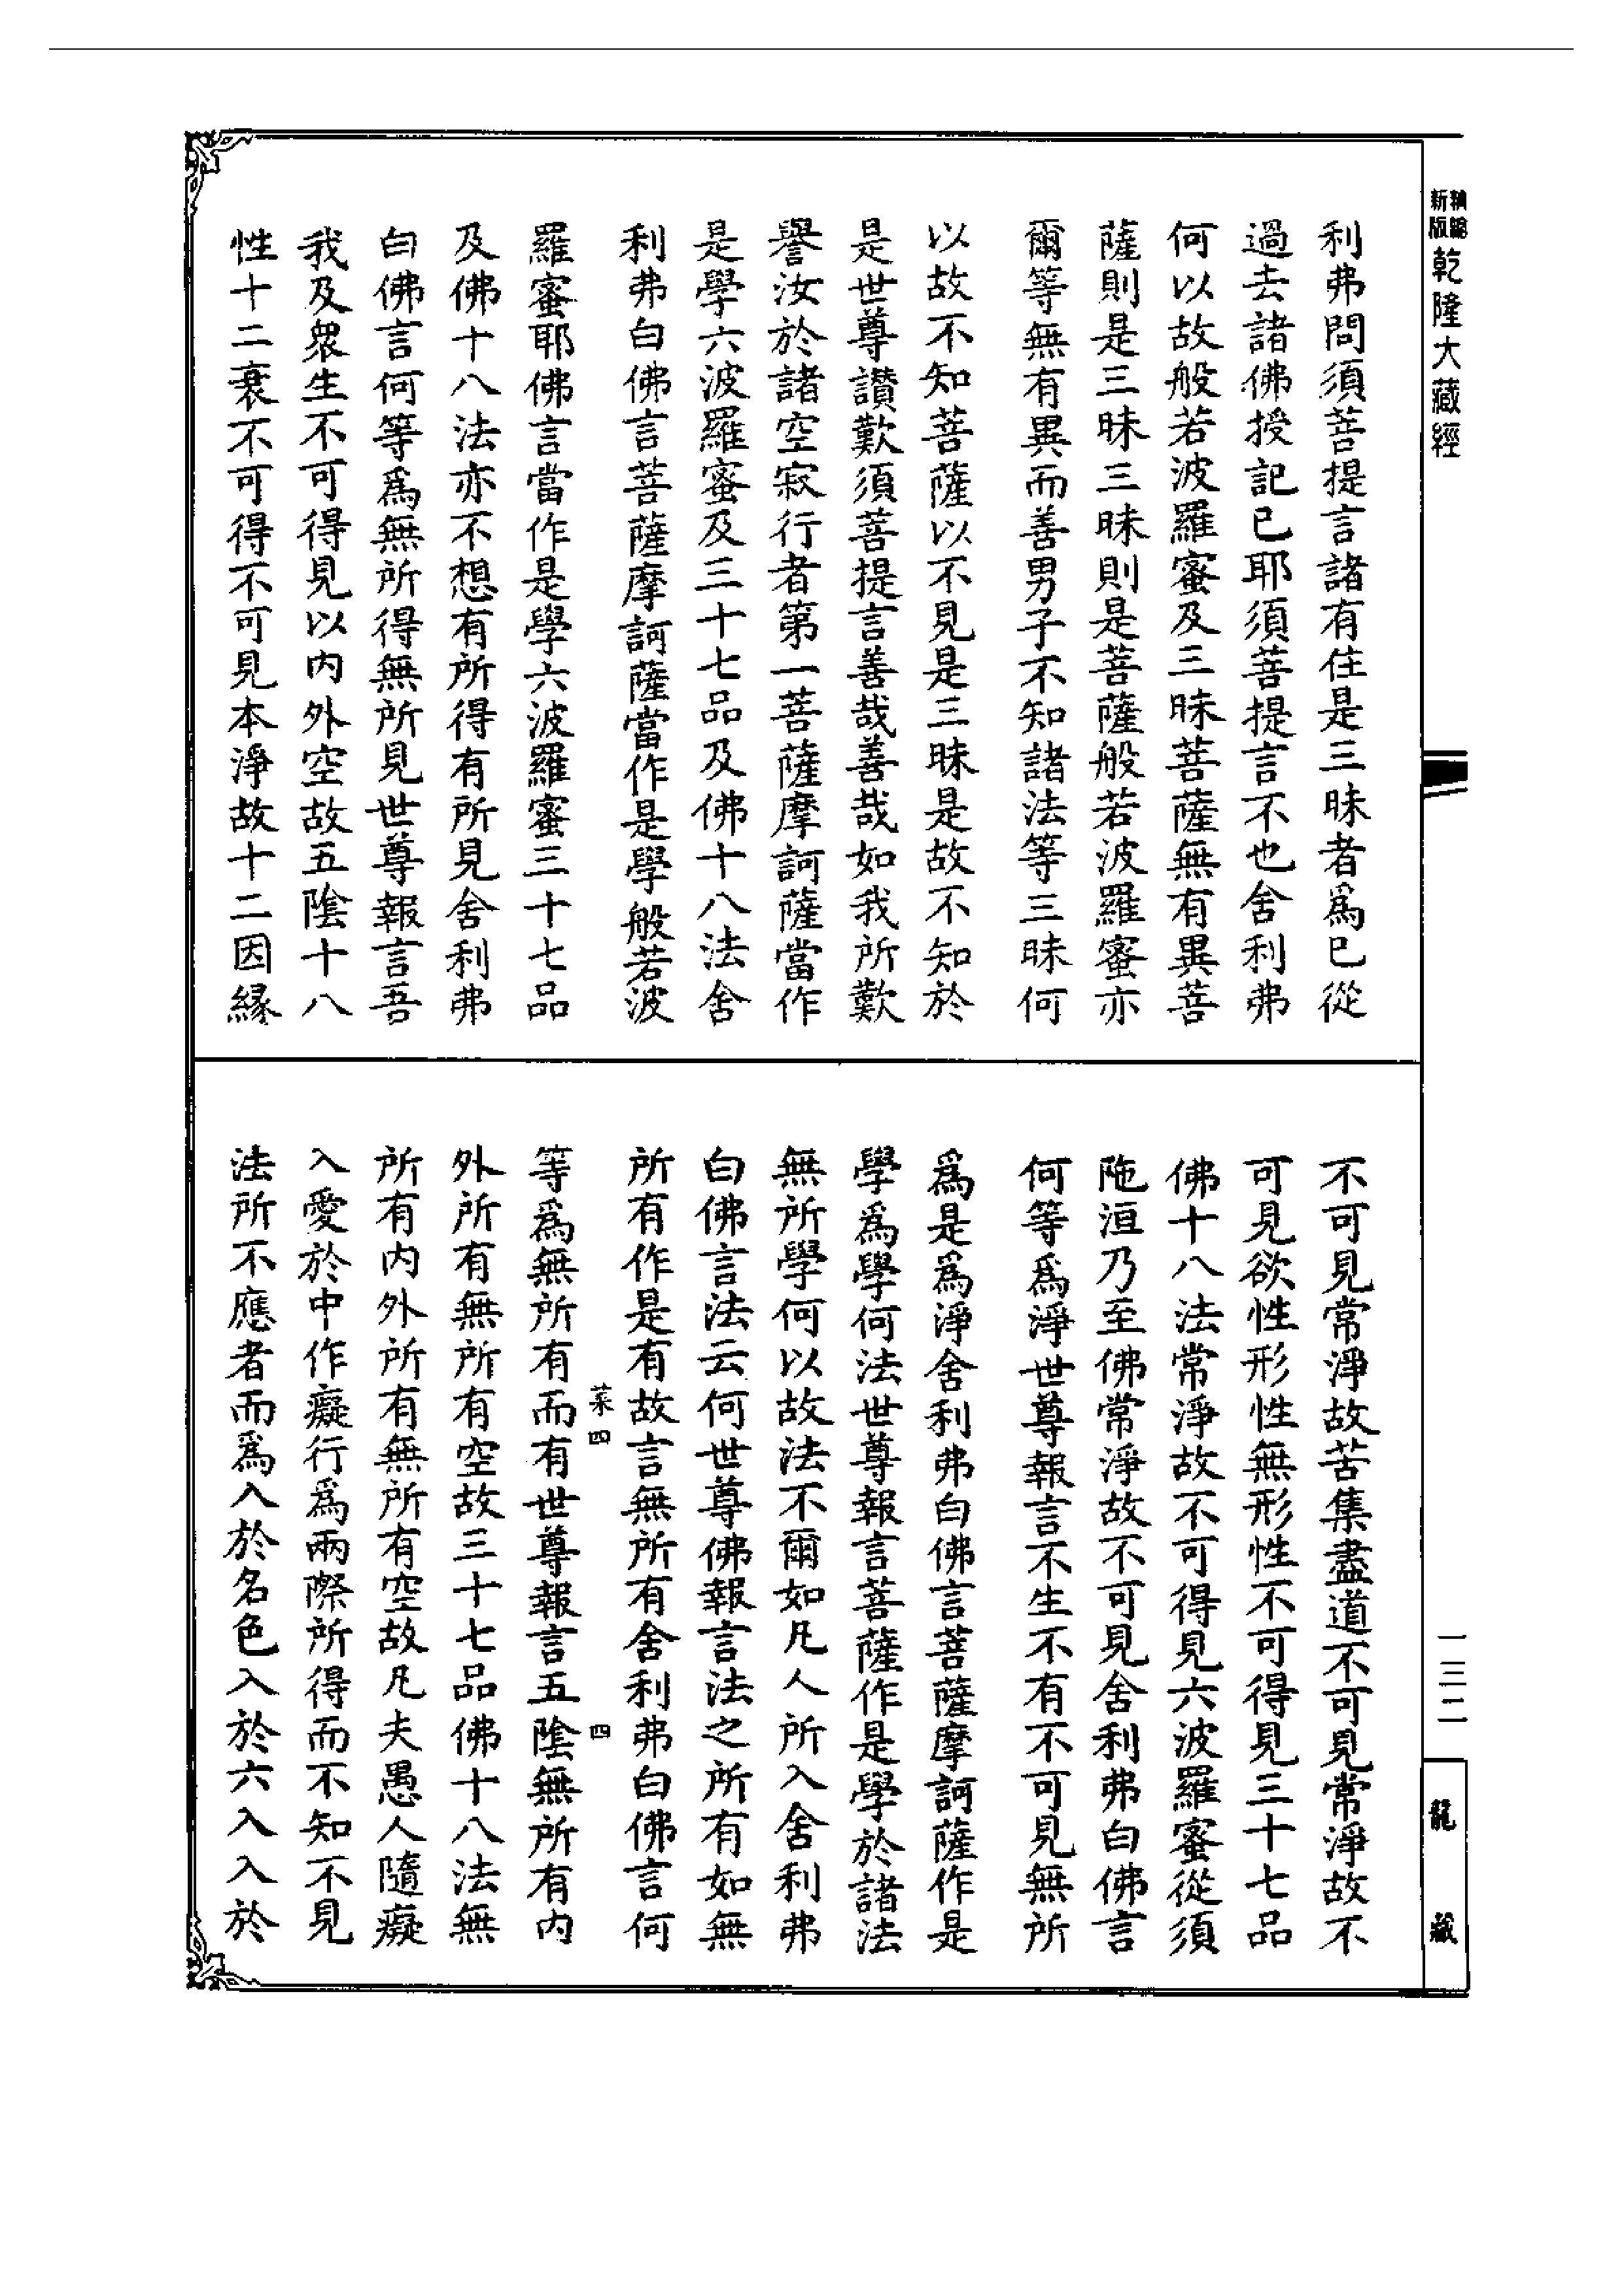 新編
新版
乾隆大藏經
利弗問須菩提言諸有住是三昧者為已從
過去諸佛授記已耶須菩提言不也舍利弗
何以故般若波羅蜜及三昧菩薩無有異菩
薩則是三昧三昧則是菩薩般若波羅蜜亦
爾等無有異而善男子不知諸法等三昧何
以故不知菩薩以不見是三昧是故不知於
是世尊讚歎須菩提言善哉善哉如我所歎
譽汝於諸空寂行者第一菩薩摩訶薩當作
是學六波羅蜜及三十七品及佛十八法舍
利弗白佛言菩薩摩訶薩當作是學般若波
羅蜜耶佛言當作是學六波羅蜜三十七品
及佛十八法亦不想有所得有所見舍利弗
白佛言何等為無所得無所見世尊報言吾
我及眾生不可得見以內外空故五陰十八
性十二衰不可得不可見本淨故十二因緣
不可見常淨故苦集盡道不可見常淨故不
可見欲性形性無形性不可得見三十七品
佛十八法常淨故不可得見六波羅蜜從須
陁洹乃至佛常淨故不可見舍利弗白佛言
何等為淨世尊報言不生不有不可見無所
為是為淨舍利弗白佛言菩薩摩訶薩作是
學為學何法世尊報言菩薩作是學於諸法
無所學何以故法不爾如凡人所入舍利弗
白佛言法云何世尊佛報言法之所有如無
所有作是有故言無所有舍利弗白佛言何
菜四
四
等為無所有而有世尊報言五陰無所有內
外所有無所有空故三十七品佛十八法無
所有內外所有無所有空故凡夫愚人隨癡
入愛於中作癡行為兩際所得而不知不見
法所不應者而為入於名色入於六入入於
一三二
龍藏